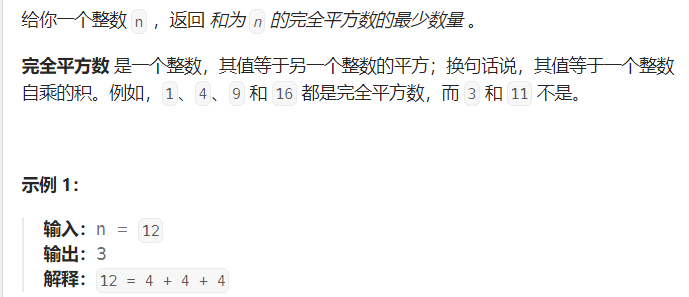 给你一个整数 n ，返回 和为 n 的完全平方数的最少数量 。
完全平方数 是一个整数，其值等于另一个整数的平方；换句话说，其值等于一个整数
自乘的积。例如，1、4、9 和 16 都是完全平方数，而 3 和 11 不是。
示例 1：
输入：n = 12
输出：3
解释：12 = 4 + 4 + 4